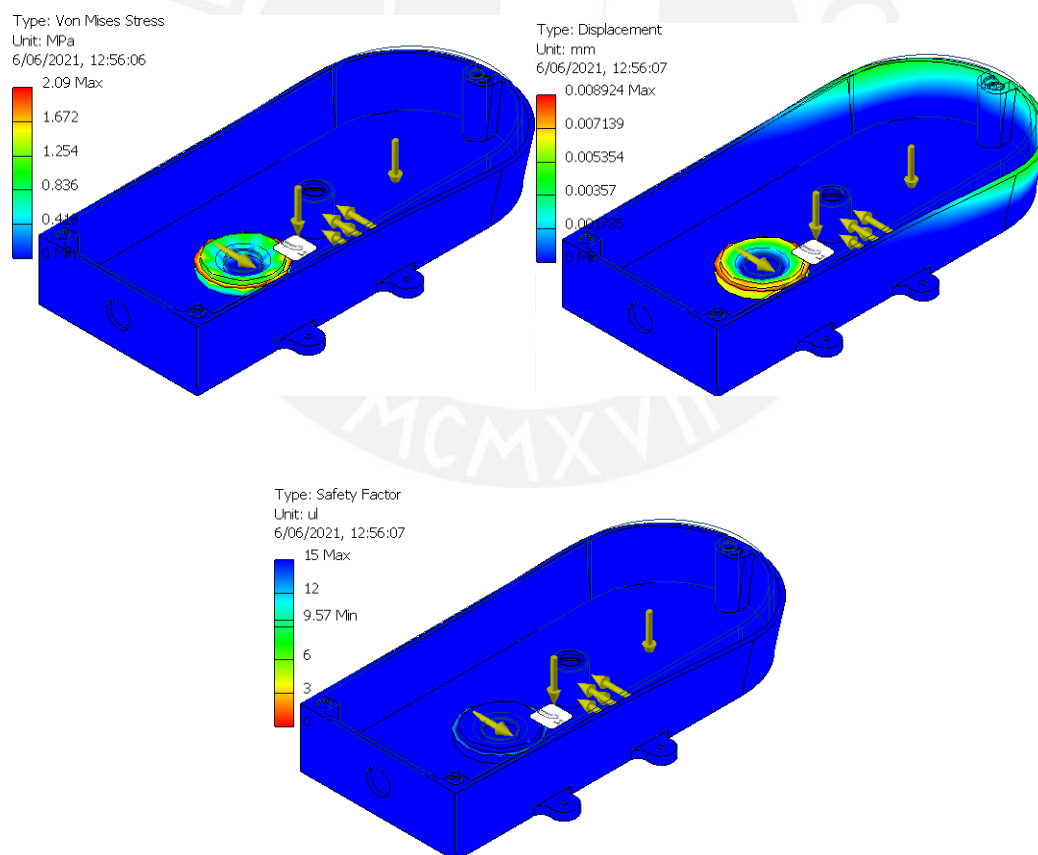 Type: Von Mises Stress
Unit: MPa
6/06/2021, 12:56:06
2.09 Max
1.672
1.254
0.836
Type: Displacement
Unit: mm
6/06/2021, 12:56:07
0.008924 Max
0.007139
0.005354
0.00357
0.001785
0 Min
MCMXVII
Type: Safety Factor
Unit: ul
6/06/2021, 12:56:07
15 Max
12
9.57 Min
6
3
0